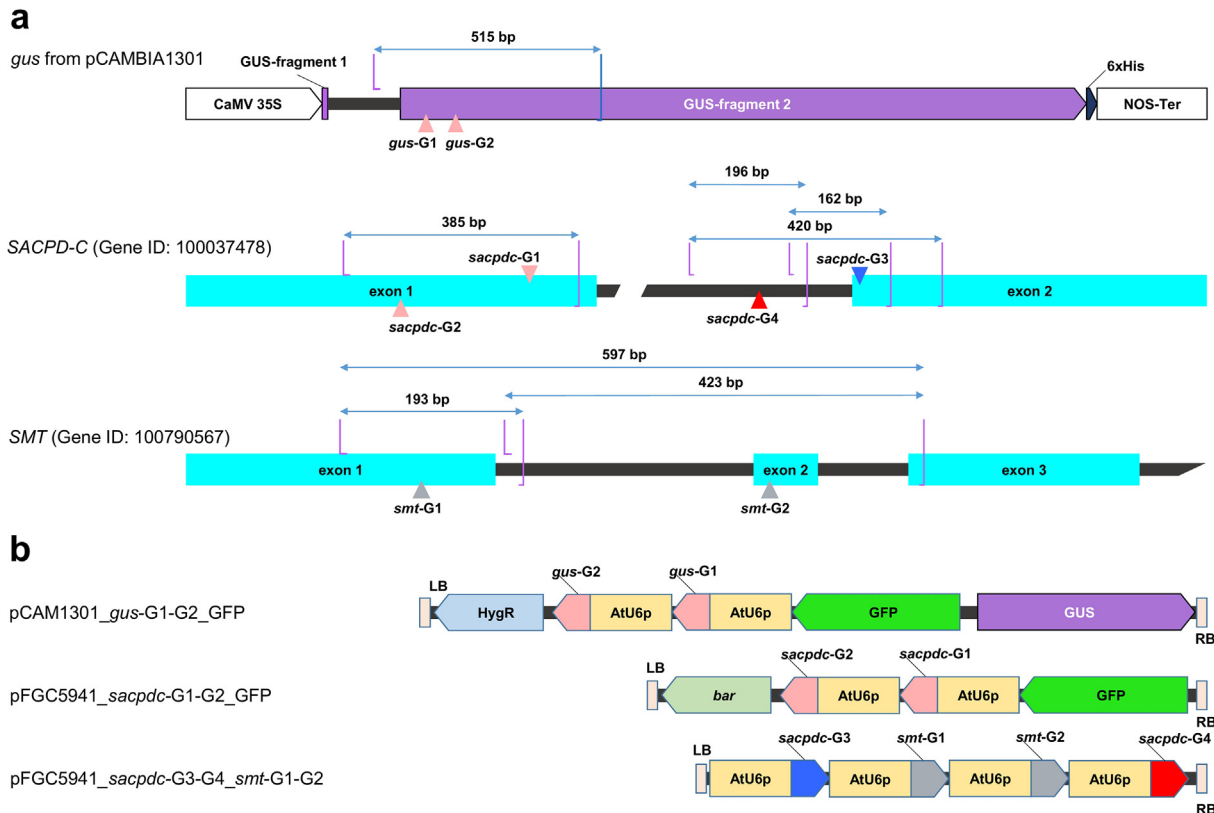 a
515 bp
gus from pCAMBIA1301
GUS-fragment 1
6xHis
CaMV 35S
GUS-fragment 2
NOS-Ter
gus-G1
gus-G2
196 bp
162 bp
385 bp
420 bp
SACPD-C (Gene ID: 100037478)
sacpdc-G1
sacpdc-G3
exon 1
exon 2
sacpdc-G2
sacpdc-G4
597 bp
423 bp
193 bp
SMT (Gene ID: 100790567)
exon 1
exon 2
exon 3
smt-G1
smt-G2
b
gus-G2
gus-G1
LB
pCAM1301_gus-G1-G2_GFP
HygR
AtU6p
AtU6p
GFP
GUS
RB
sacpdc-G2
sacpdc-G1
LB
pFGC5941_sacpdc-G1-G2_GFP
bar
AtU6p
AtU6p
GFP
RB
sacpdc-G3
smt-G1
smt-G2
sacpdc-G4
LB
pFGC5941_sacpdc-G3-G4_smt-G1-G2
AtU6p
AtU6p
AtU6p
AtU6p
RB